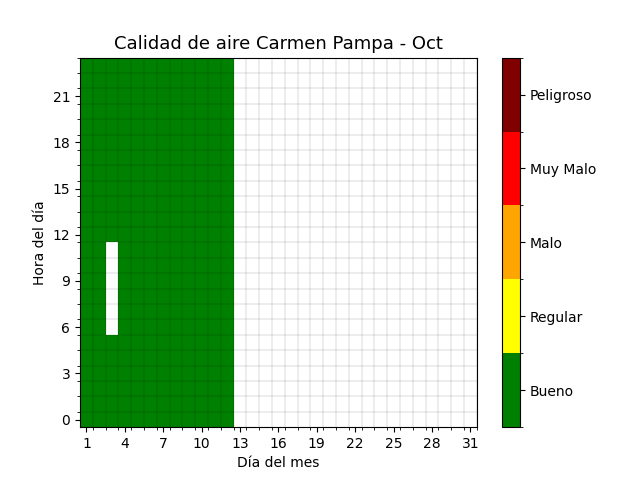 Calidad de aire Carmen Pampa - Oct
Hora del día
21
18
15
12
9
6
3
0
1 4 7 10 13 16 19 22 25 28 31
Día del mes
Peligroso
Muy Malo
Malo
Regular
Bueno